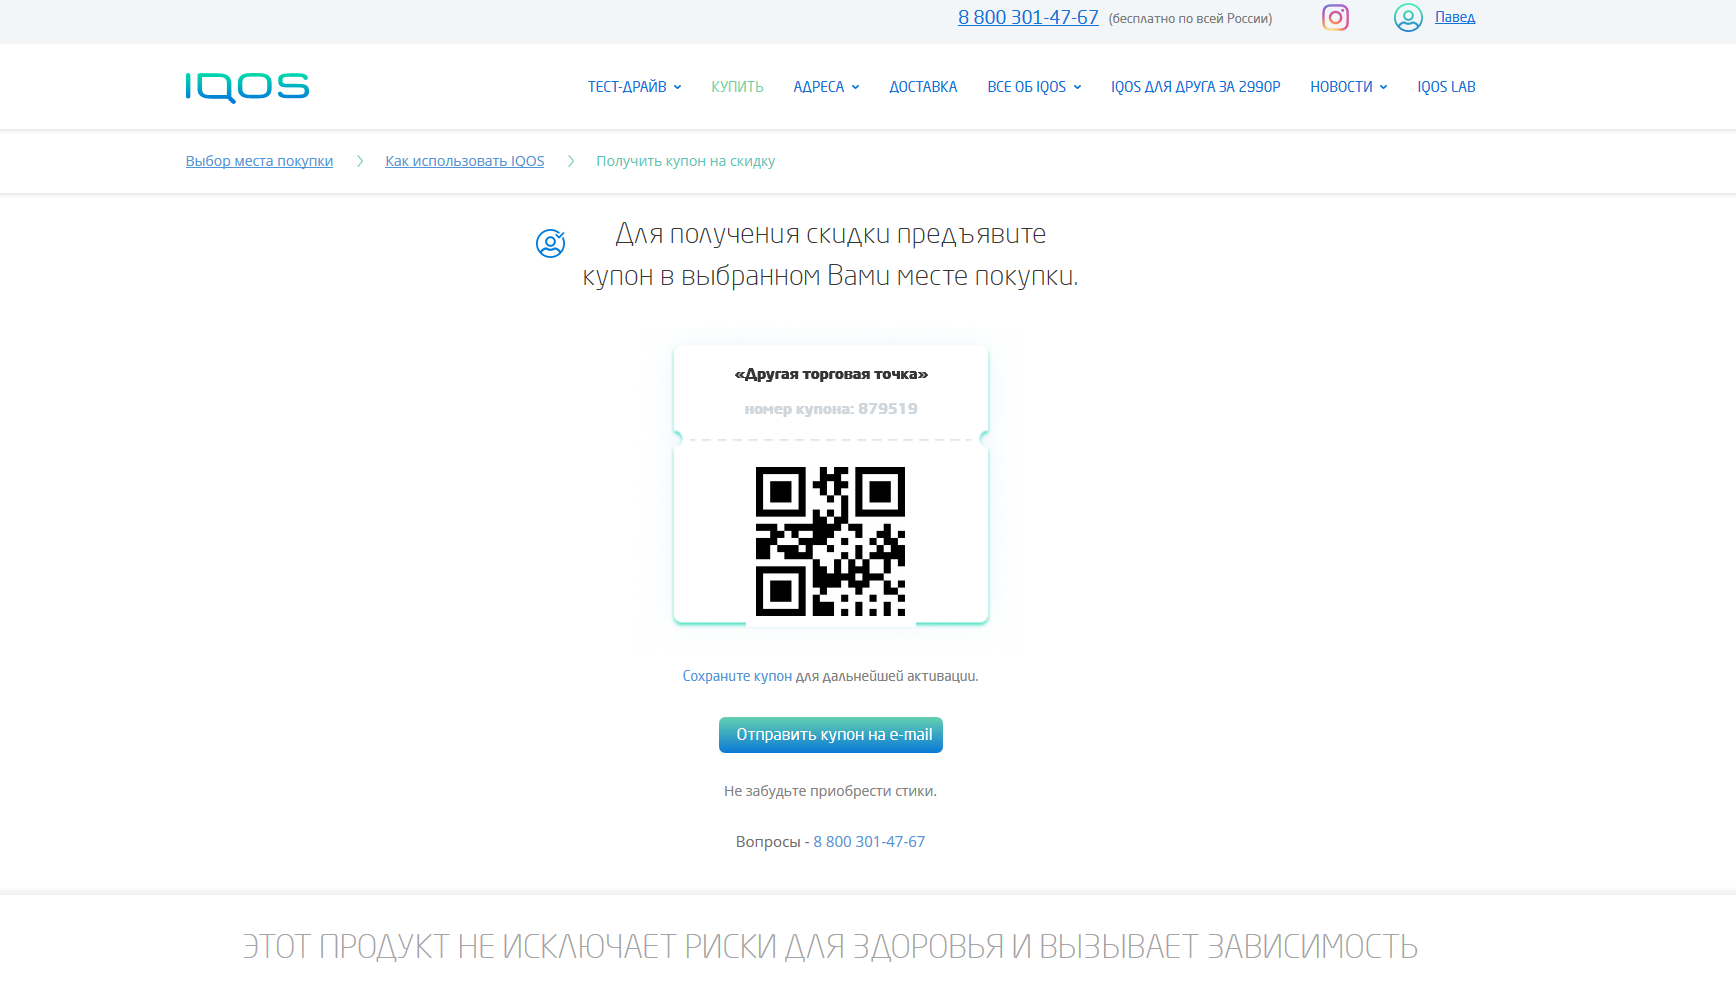 8 800 301-47-67 (бесплатно по всей России) Павед
IQOS ТЕСТ-ДРАЙВ КУПИТЬ АДРЕСА ДОСТАВКА ВСЕ ОБ IQOS IQOS ДЛЯ ДРУГА ЗА 2990Р НОВОСТИ IQOS LAB
Выбор места покупки Как использовать IQOS Получить купон на скидку
Для получения скидки предъявите
купон в выбранном Вами месте покупки.
«Другая торговая точка»
номер купона: 879519
Сохраните купон для дальнейшей активации.
Отправить купон на e-mail
Не забудьте приобрести стики.
Вопросы - 8 800 301-47-67
ЭТОТ ПРОДУКТ НЕ ИСКЛЮЧАЕТ РИСКИ ДЛЯ ЗДОРОВЬЯ И ВЫЗЫВАЕТ ЗАВИСИМОСТЬ